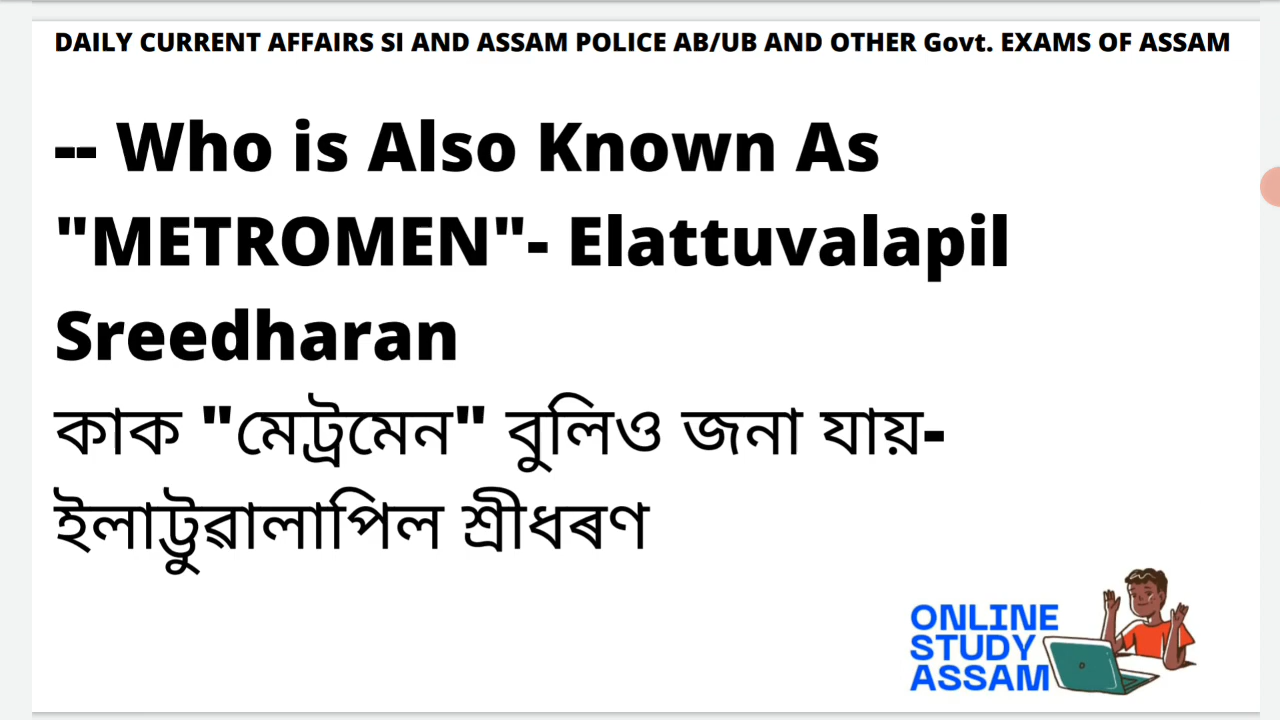 DAILY CURRENT AFFAIRS SI AND ASSAM POLICE AB/UB AND OTHER Govt. EXAMS OF ASSAM
-- Who is Also Known As
"METROMEN"- Elattuvalapil
Sreedharan
কাক "মেট্ৰমেন" বুলিও জনা যায়-
ইলাট্টুৱালাপিল শ্ৰীধৰণ
ONLINE
STUDY
ASSAM